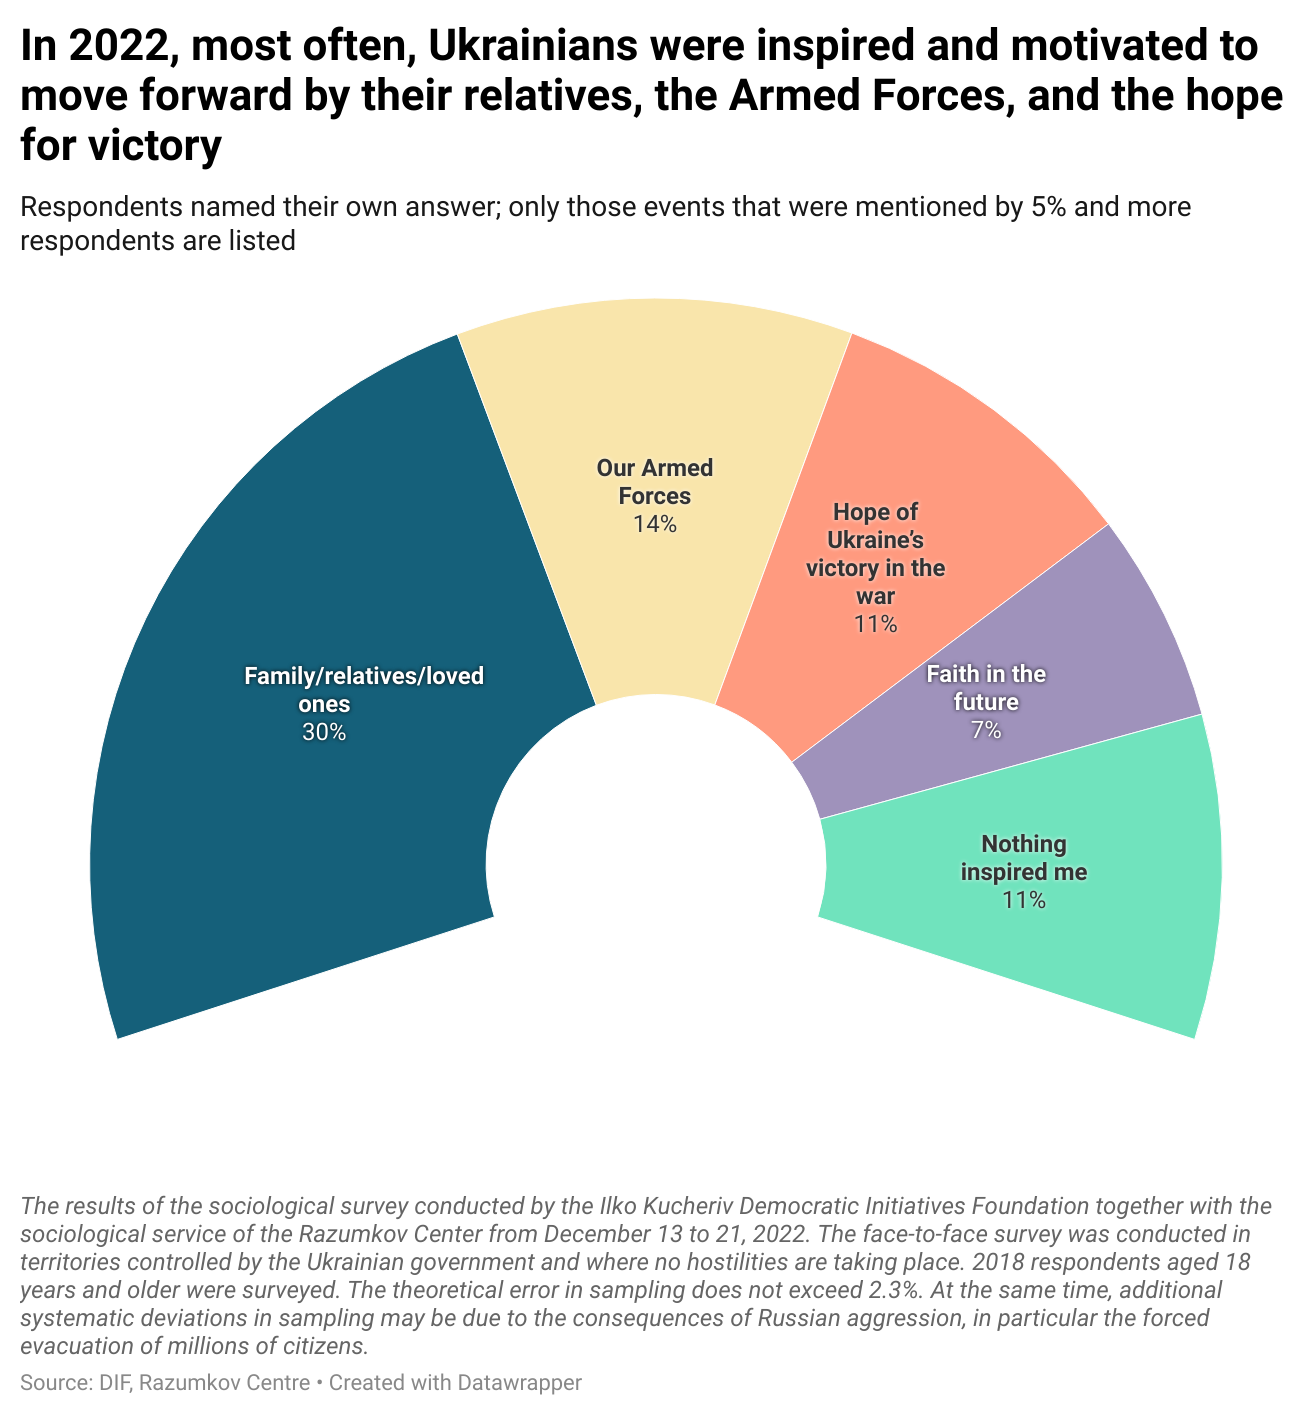 In 2022, most often, Ukrainians were inspired and motivated to
move forward by their relatives, the Armed Forces, and the hope
for victory
Respondents named their own answer; only those events that were mentioned by 5% and more
respondents are listed
Our Armed
Forces
14%
Hope of
Ukraine’s
victory in the
war
11%
Family/relatives/loved
ones
30%
Faith in the
future
7%
Nothing
inspired me
11%
The results of the sociological survey conducted by the Ilko Kucheriv Democratic Initiatives Foundation together with the
sociological service of the Razumkov Center from December 13 to 21, 2022. The face-to-face survey was conducted in
territories controlled by the Ukrainian government and where no hostilities are taking place. 2018 respondents aged 18
years and older were surveyed. The theoretical error in sampling does not exceed 2.3%. At the same time, additional
systematic deviations in sampling may be due to the consequences of Russian aggression, in particular the forced
evacuation of millions of citizens.
Source: DIF, Razumkov Centre • Created with Datawrapper